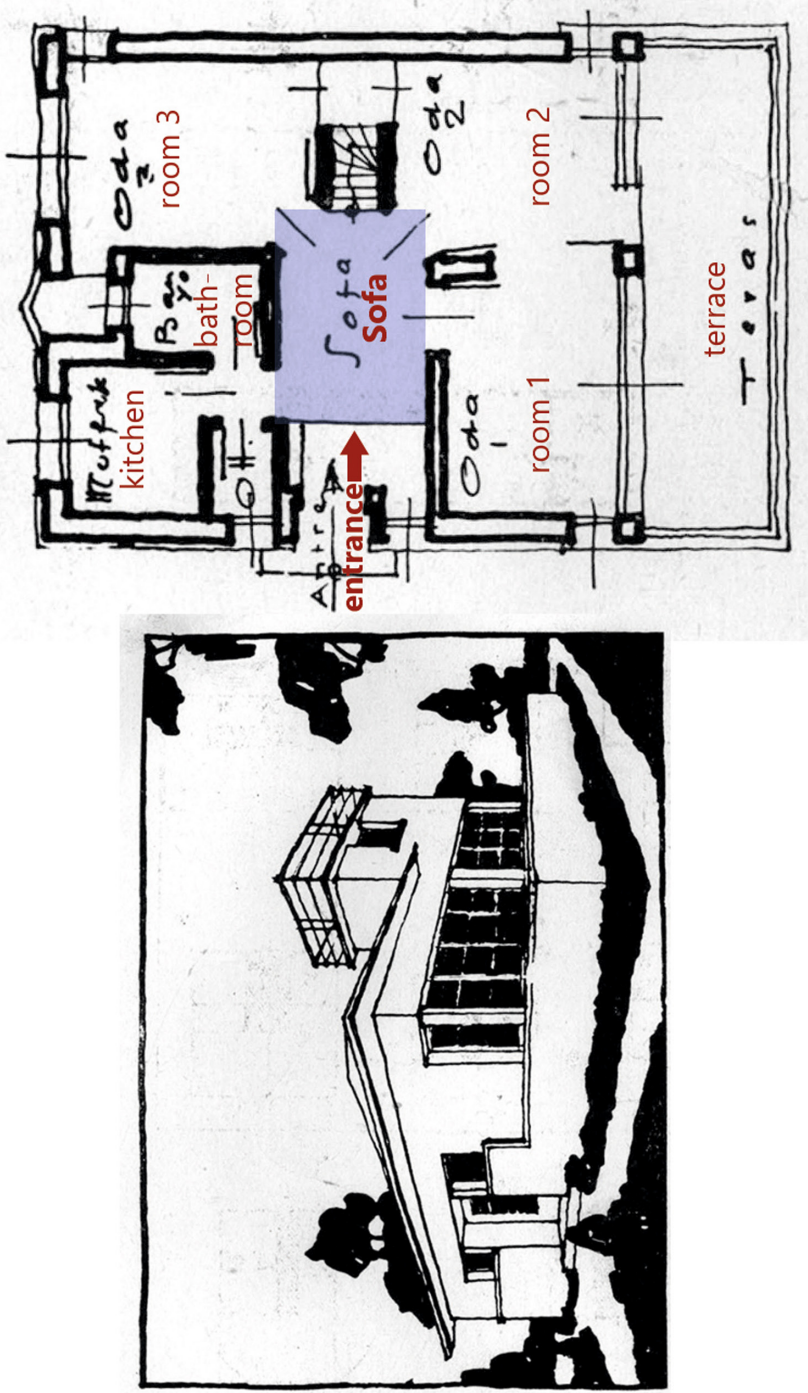 Oda
3
room 3
Oda
2
room 2
Banyo
bath-
room
Sofa
Sofa
terrace
Teras
Mutfak
kitchen
Oda
1
room 1
H.
Antre
entrance